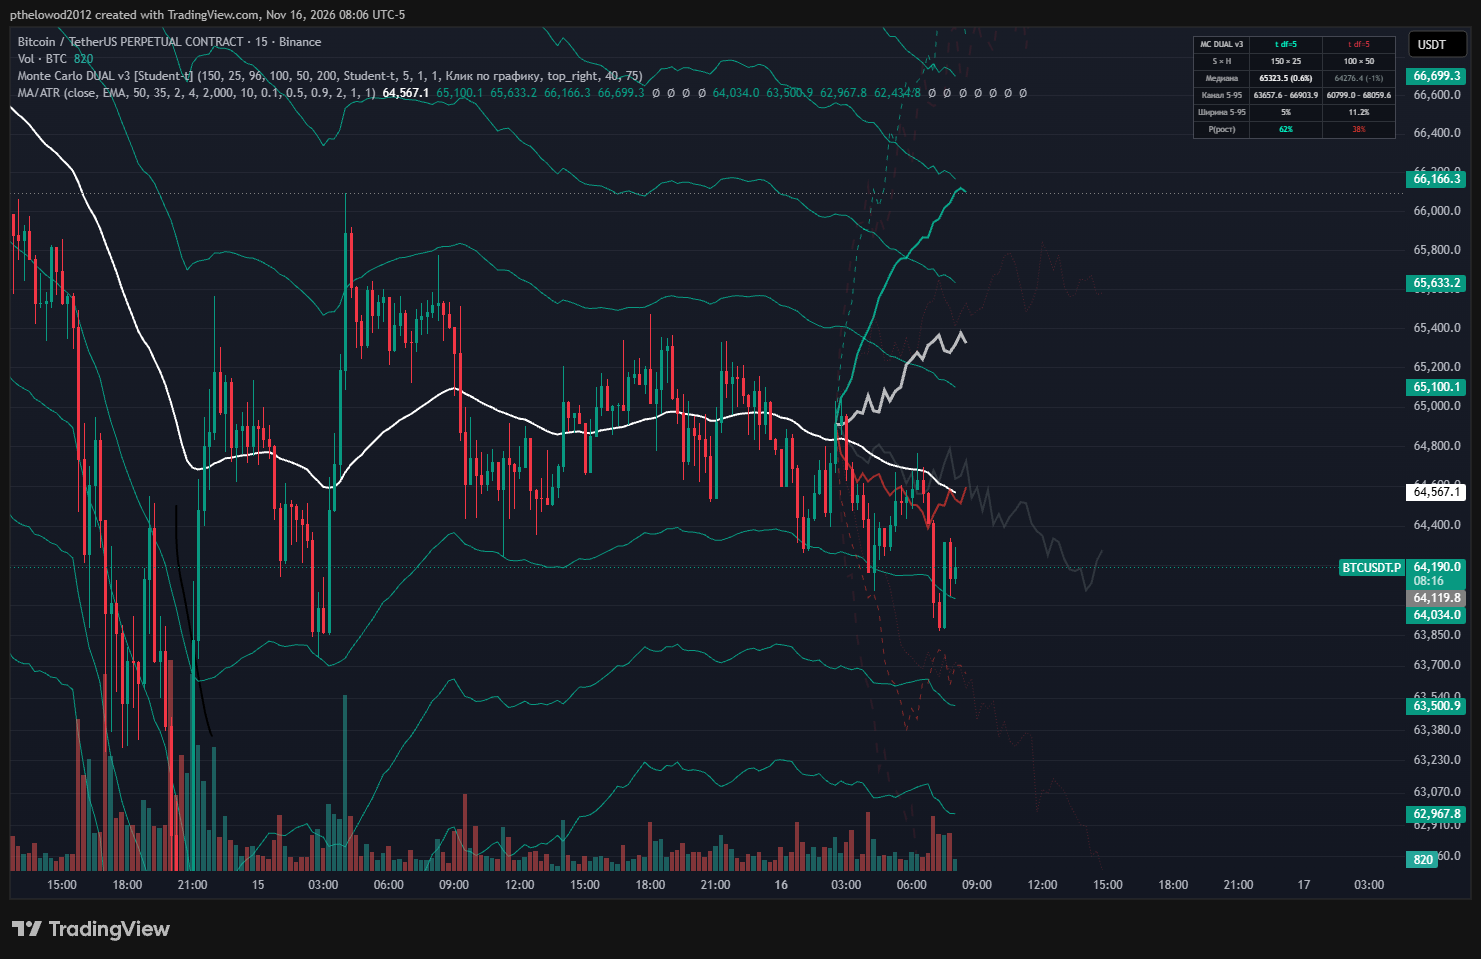 pthelowod2012 created with TradingView.com, Nov 16, 2026 08:06 UTC-5
Bitcoin / TetherUS PERPETUAL CONTRACT · 15 · Binance
Vol · BTC 820
Monte Carlo DUAL v3 [Student-t] (150, 25, 96, 100, 50, 200, Student-t, 5, 1, 1, Клик по графику, top_right, 40, 75)
MA/ATR (close, EMA, 50, 35, 2, 4, 2,000, 10, 0.1, 0.5, 0.9, 2, 1, 1) 64,567.1 65,100.1 65,633.2 66,166.3 66,699.3 Ø Ø Ø Ø 64,034.0 63,500.9 62,967.8 62,434.8 Ø Ø Ø Ø Ø Ø Ø
MC DUAL v3 t df=5 t df=5
S × H 150 × 25 100 × 50
Медиана 65323.5 (0.6%) 64276.4 (-1%)
Канал 5-95 63657.6 - 66903.9 60799.0 - 68059.6
Ширина 5-95 5% 11.2%
P(рост) 62% 38%
USDT
66,699.3
66,600.0
66,400.0
66,166.3
66,000.0
65,800.0
65,633.2
65,400.0
65,200.0
65,100.1
65,000.0
64,800.0
64,567.1
64,400.0
BTCUSDT.P 64,190.0
08:16
64,119.8
64,034.0
63,850.0
63,700.0
63,540.0
63,500.9
63,380.0
63,230.0
63,070.0
62,967.8
62,910.0
820
15:00 18:00 21:00 15 03:00 06:00 09:00 12:00 15:00 18:00 21:00 16 03:00 06:00 09:00 12:00 15:00 18:00 21:00 17 03:00
TradingView